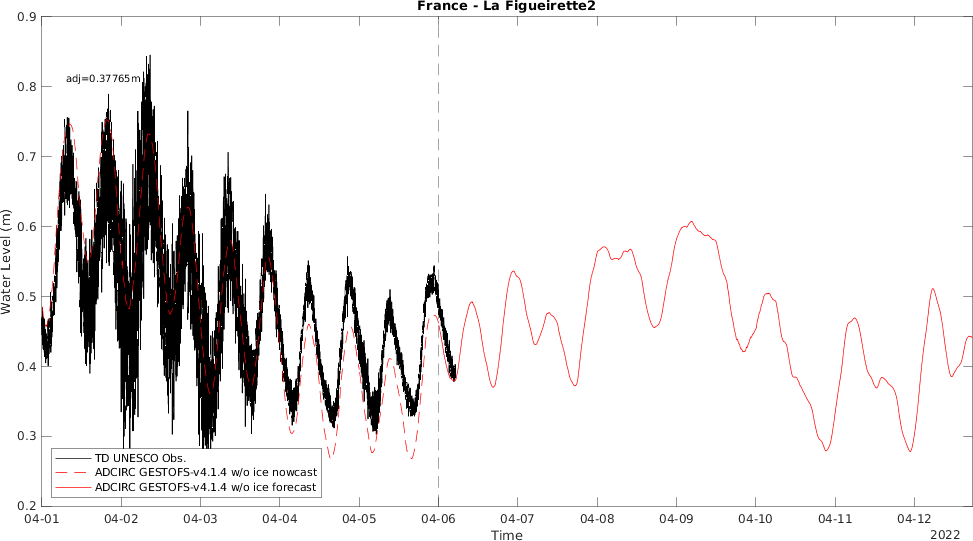 France - La Figueirette2
0.9
0.8
0.7
0.6
0.5
0.4
0.3
0.2
Water Level (m)
adj=0.37765m
TD UNESCO Obs.
ADCIRC GESTOFS-v4.1.4 w/o ice nowcast
ADCIRC GESTOFS-v4.1.4 w/o ice forecast
04-01 04-02 04-03 04-04 04-05 04-06 04-07 04-08 04-09 04-10 04-11 04-12
Time
2022